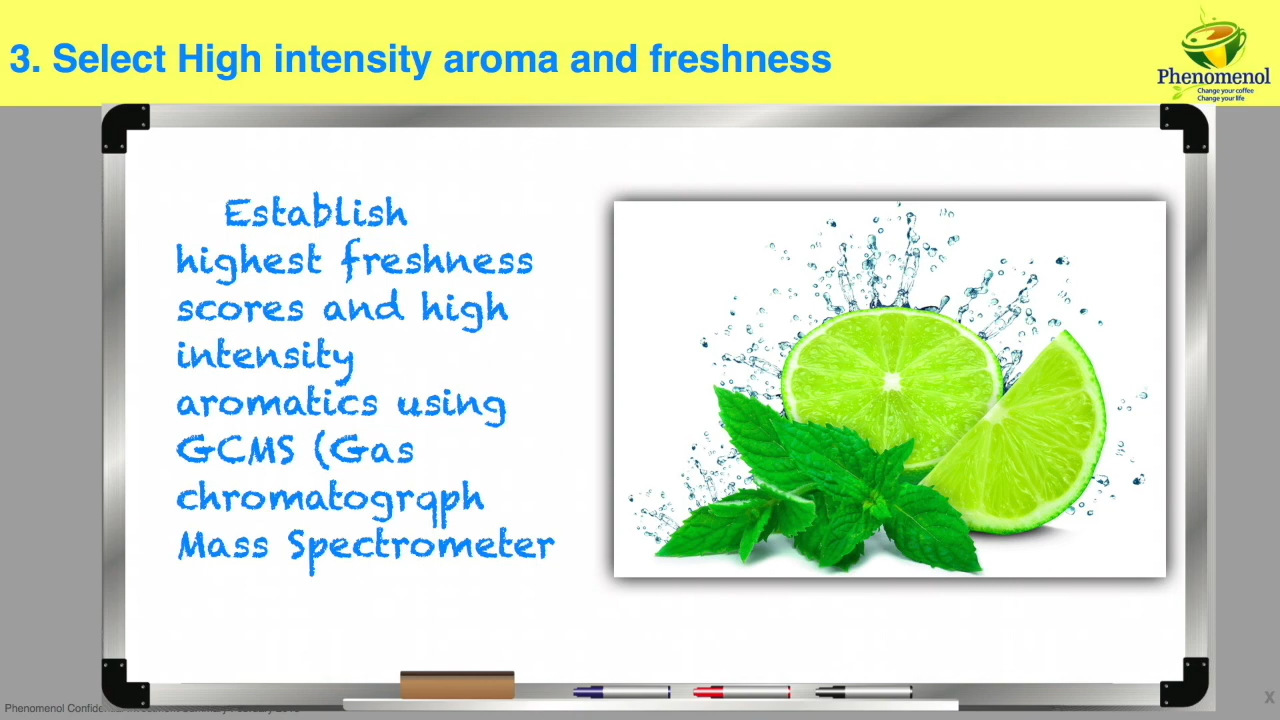 3. Select High intensity aroma and freshness
Phenomenol
Change your coffee
Change your life
Establish
highest freshness
scores and high
intensity
aromatics using
GCMS (Gas
chromatogrqph
Mass Spectrometer
Phenomenol
X